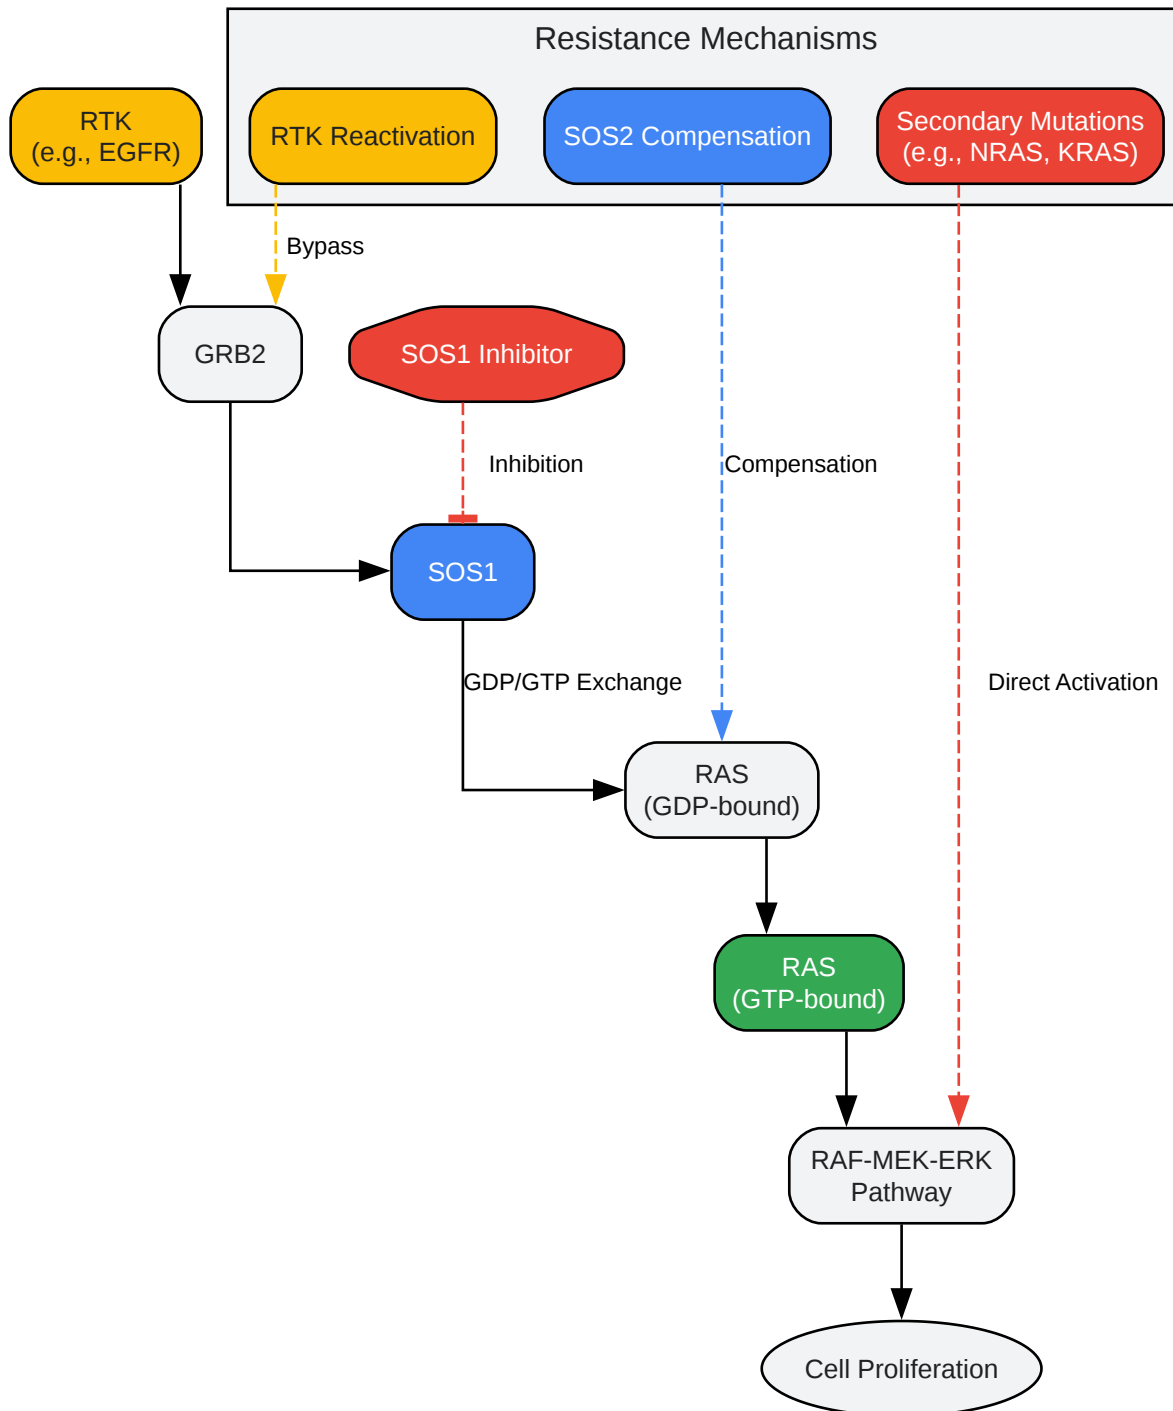 Resistance Mechanisms
RTK
(e.g., EGFR)
RTK Reactivation
SOS2 Compensation
Secondary Mutations
(e.g., NRAS, KRAS)
Bypass
GRB2
SOS1 Inhibitor
Inhibition
Compensation
SOS1
GDP/GTP Exchange
Direct Activation
RAS
(GDP-bound)
RAS
(GTP-bound)
RAF-MEK-ERK
Pathway
Cell Proliferation